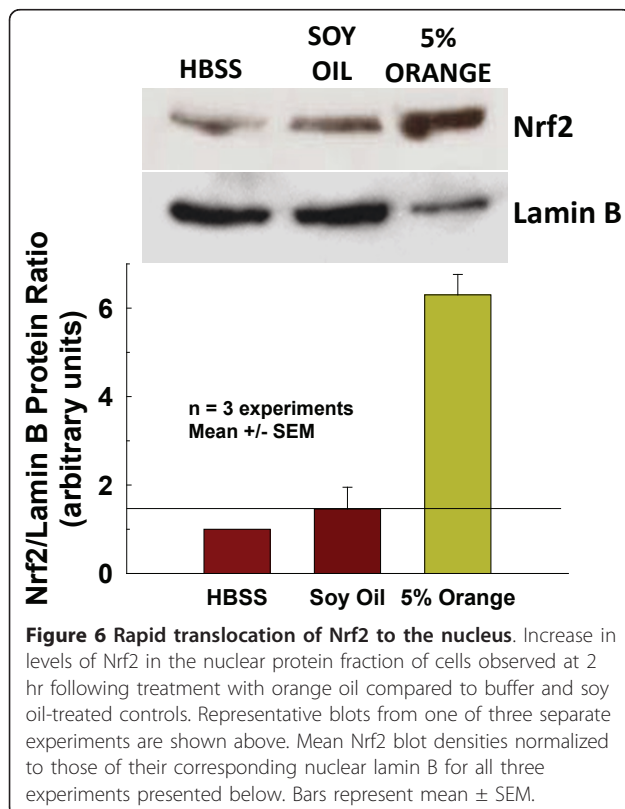 HBSS
SOY
OIL
5%
ORANGE
Nrf2
Lamin B
Nrf2/Lamin B Protein Ratio
(arbitrary units)
6
4
2
0
n = 3 experiments
Mean +/- SEM
HBSS Soy Oil 5% Orange
Figure 6 Rapid translocation of Nrf2 to the nucleus. Increase in
levels of Nrf2 in the nuclear protein fraction of cells observed at 2
hr following treatment with orange oil compared to buffer and soy
oil-treated controls. Representative blots from one of three separate
experiments are shown above. Mean Nrf2 blot densities normalized
to those of their corresponding nuclear lamin B for all three
experiments presented below. Bars represent mean ± SEM.